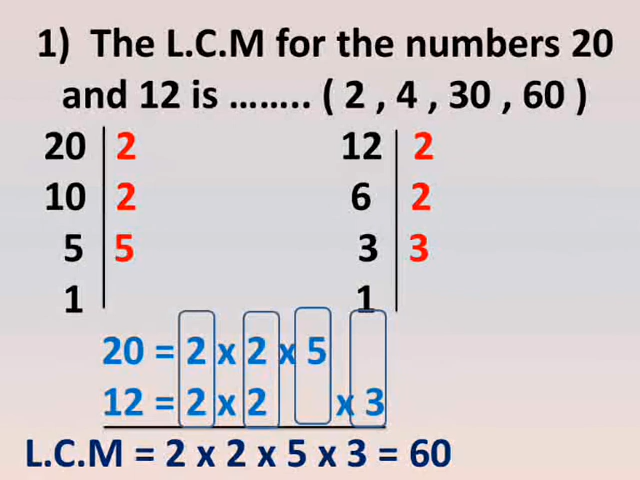 1) The L.C.M for the numbers 20
and 12 is …….. ( 2 , 4 , 30 , 60 )
20 2 12 2
10 2 6 2
5 5 3 3
1 1
20 = 2 x 2 x 5
12 = 2 x 2 x 3
L.C.M = 2 x 2 x 5 x 3 = 60